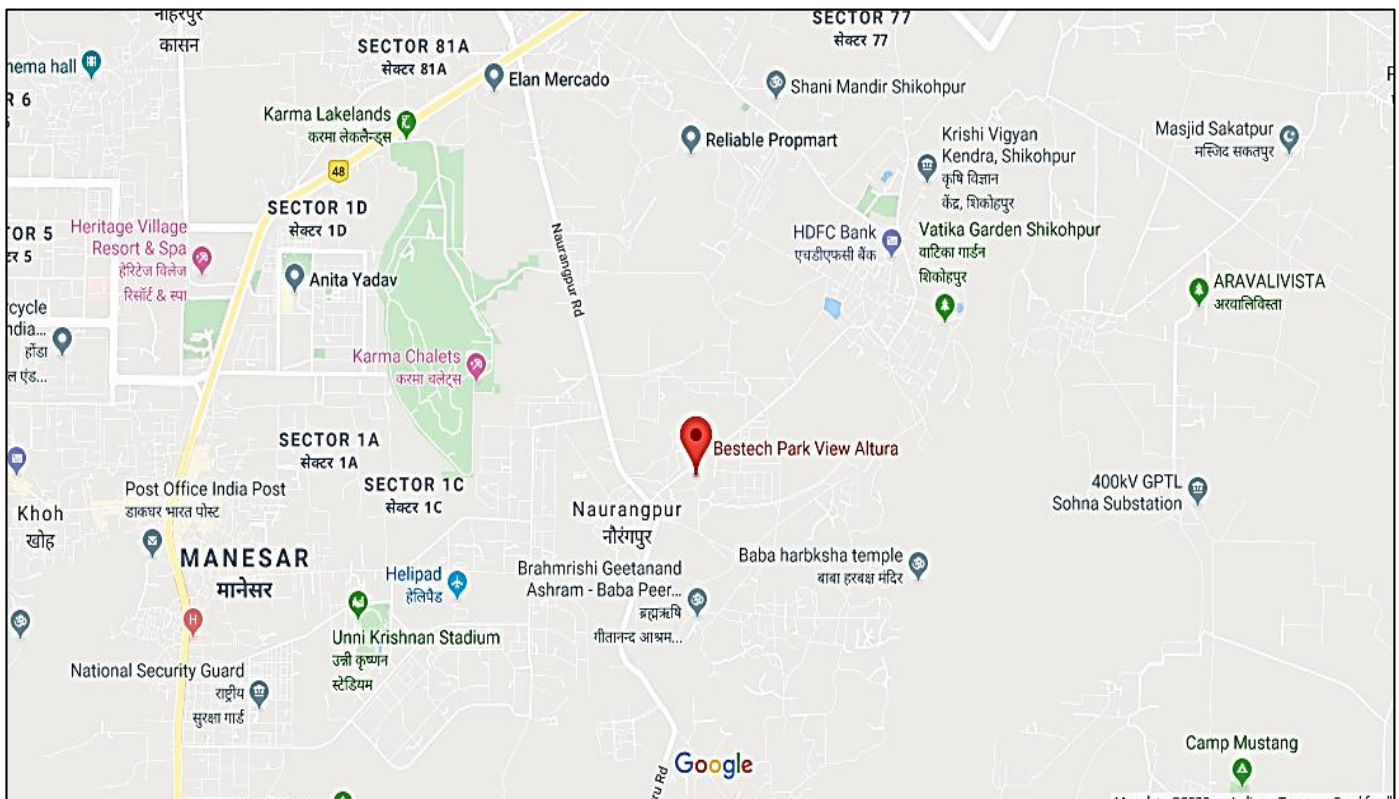 नाहरपुर
कासन
SECTOR 77
सेक्टर 77
SECTOR 81A
सेक्टर 81A
nema hall
Elan Mercado
Shani Mandir Shikohpur
R 6
Karma Lakelands
करमा लेकलैन्ड्स
Reliable Propmart
Krishi Vigyan
Kendra, Shikohpur
कृषि विज्ञान
केंद्र, शिकोहपुर
Masjid Sakatpur
मस्जिद सकतपुर
48
SECTOR 1D
सेक्टर 1D
Heritage Village
Resort & Spa
हेरिटेज विलेज
रिसॉर्ट & स्पा
TOR 5
टर 5
Naurangpur Rd
HDFC Bank
एचडीएफसी बैंक
Vatika Garden Shikohpur
वाटिका गार्डन
शिकोहपुर
Anita Yadav
ARAVALIVISTA
अरवालिविस्ता
rcycle
ndia...
होंडा
ल एंड...
Karma Chalets
करमा चलेट्स
SECTOR 1A
सेक्टर 1A
Bestech Park View Altura
SECTOR 1C
सेक्टर 1C
400kV GPTL
Sohna Substation
Post Office India Post
डाकघर भारत पोस्ट
Khoh
खोह
Naurangpur
नौरंगपुर
MANESAR
मानेसर
Helipad
हेलिपैड
Brahmrishi Geetanand
Ashram - Baba Peer...
ब्रह्मऋषि
गीतानन्द आश्रम...
Baba harbksha temple
बाबा हरबक्ष मंदिर
H
Unni Krishnan Stadium
उन्नी कृष्णन
स्टेडियम
National Security Guard
राष्ट्रीय
सुरक्षा गार्ड
ru Rd
Google
Camp Mustang